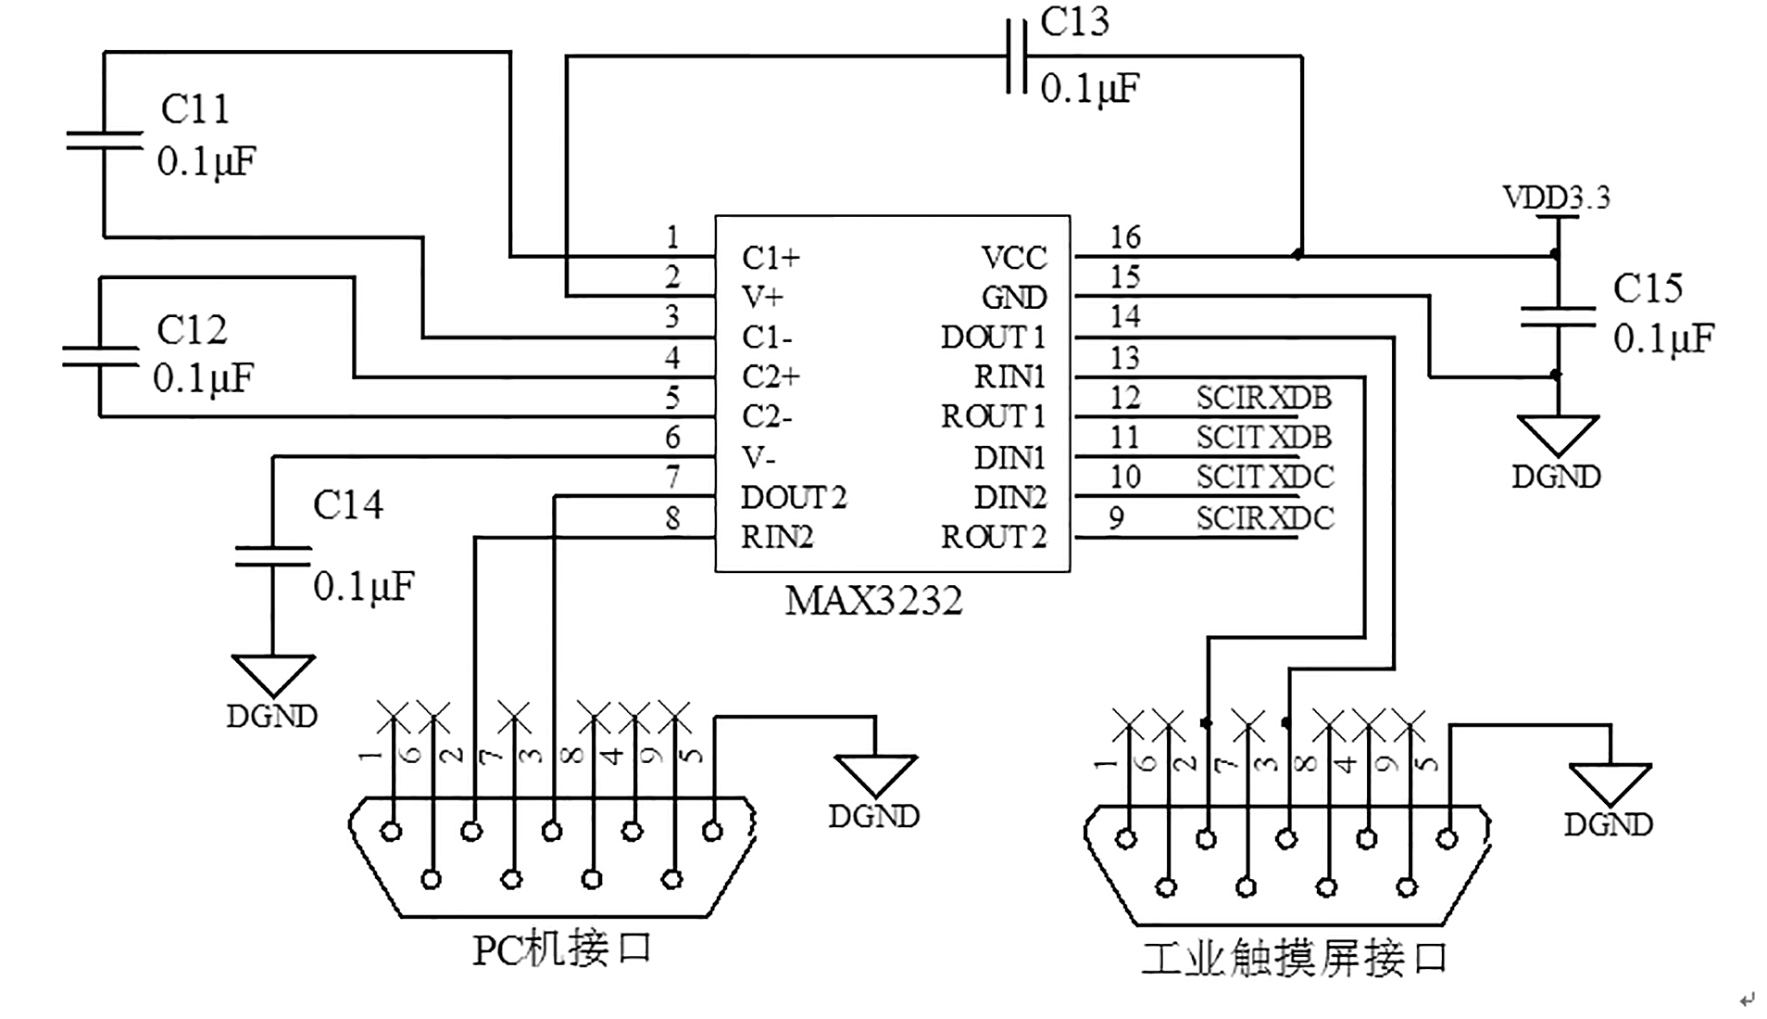 C13
0.1μF
C11
0.1μF
VDD3.3
C15
0.1μF
DGND
C12
0.1μF
C14
0.1μF
DGND
1 C1+
2 V+
3 C1-
4 C2+
5 C2-
6 V-
7 DOUT2
8 RIN2
VCC 16
GND 15
DOUT1 14
RIN1 13
ROUT1 12 SCIRXDB
DIN1 11 SCITXDB
DIN2 10 SCITXDC
ROUT2 9 SCIRXDC
MAX3232
1 6 2 7 3 8 4 9 5
DGND
PC机接口
1 6 2 7 3 8 4 9 5
DGND
工业触摸屏接口